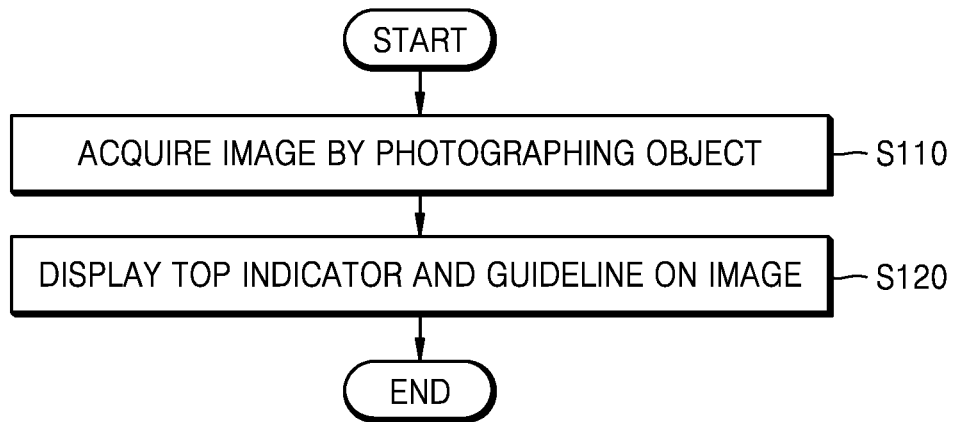 START
ACQUIRE IMAGE BY PHOTOGRAPHING OBJECT
S110
DISPLAY TOP INDICATOR AND GUIDELINE ON IMAGE
S120
END